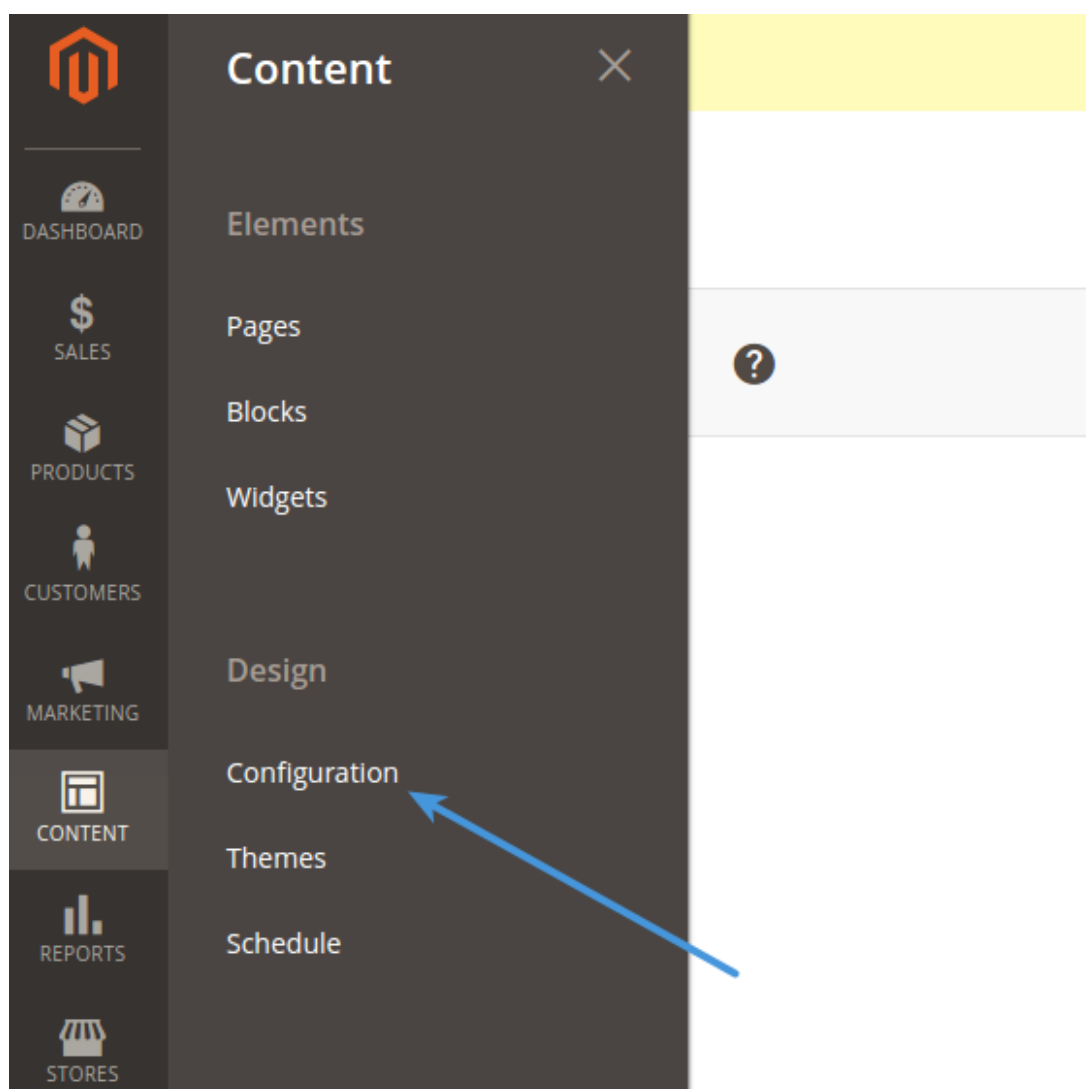 DASHBOARD
SALES
PRODUCTS
CUSTOMERS
MARKETING
CONTENT
REPORTS
STORES
Content
Elements
Pages
Blocks
Widgets
Design
Configuration
Themes
Schedule